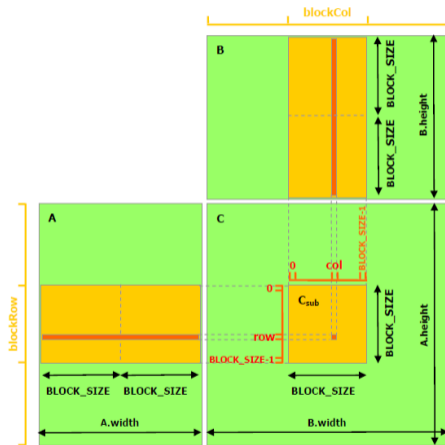 blockCol
B
BLOCK_SIZE
BLOCK_SIZE
B.height
A
C
blockRow
0
col
BLOCK_SIZE-1
0
Csub
row
BLOCK_SIZE-1
BLOCK_SIZE
A.height
BLOCK_SIZE
BLOCK_SIZE
BLOCK_SIZE
A.width
B.width